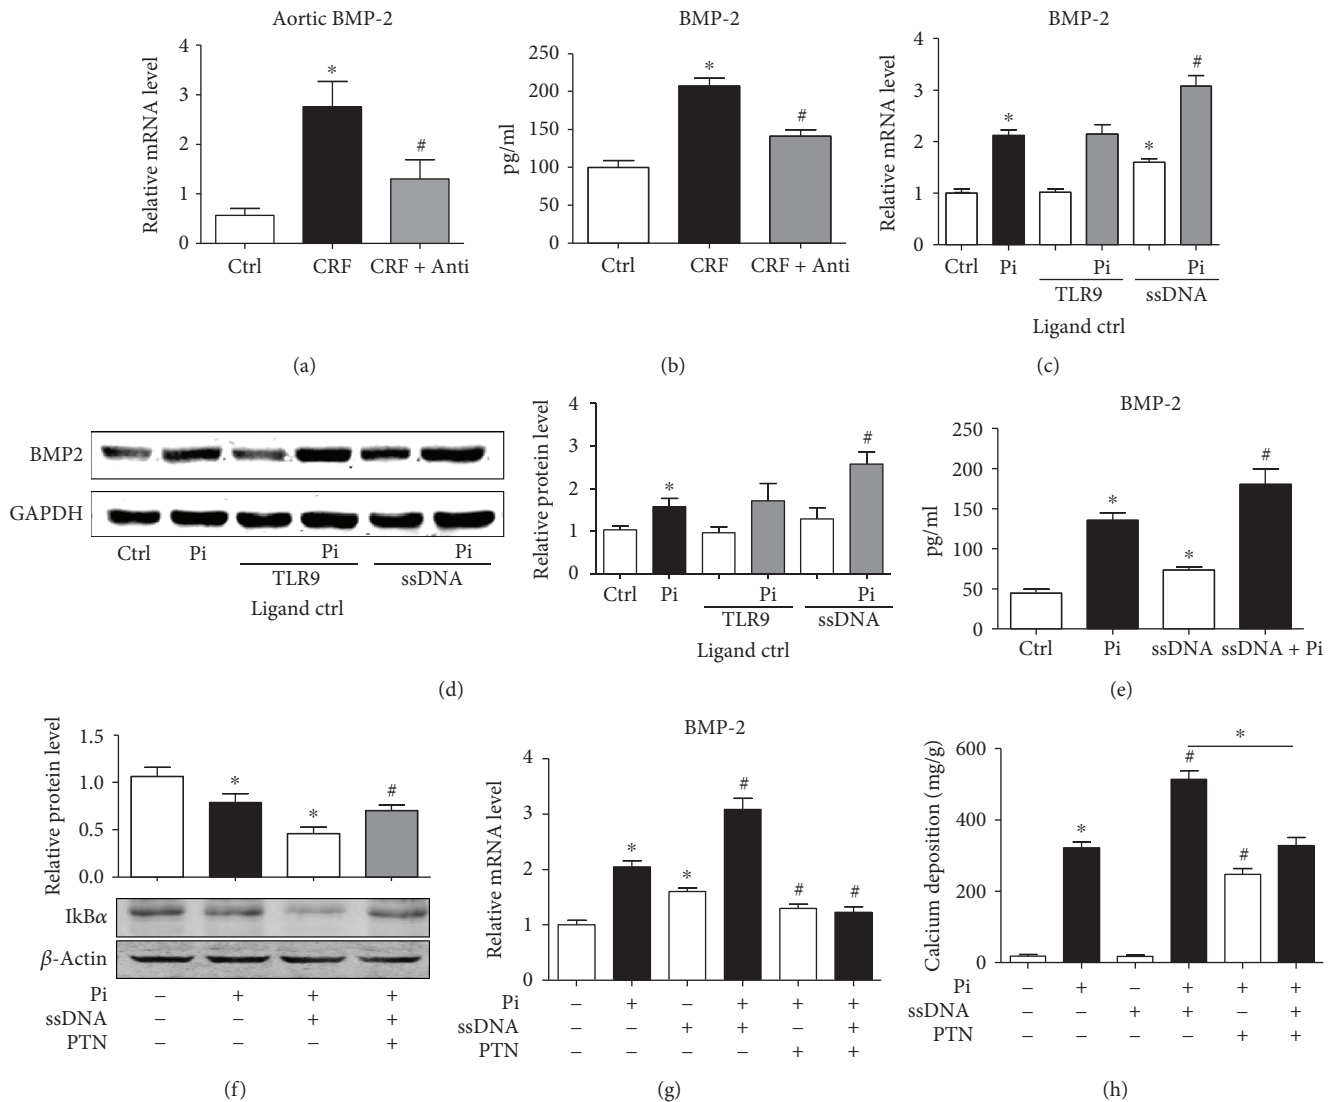 Aortic BMP-2
Relative mRNA level
4
3
2
1
0
*
#
Ctrl CRF CRF + Anti
(a)
BMP-2
pg/ml
250
200
150
100
50
0
*
#
Ctrl CRF CRF + Anti
(b)
BMP-2
Relative mRNA level
4
3
2
1
0
*
*
#
Ctrl Pi Pi Pi
TLR9 ssDNA
Ligand ctrl
(c)
BMP2
GAPDH
Ctrl Pi Pi Pi
TLR9 ssDNA
Ligand ctrl
Relative protein level
4
3
2
1
0
*
#
Ctrl Pi Pi Pi
TLR9 ssDNA
Ligand ctrl
(d)
BMP-2
pg/ml
250
200
150
100
50
0
*
*
#
Ctrl Pi ssDNA ssDNA + Pi
(e)
Relative protein level
1.5
1.0
0.5
0.0
*
*
#
IkBα
β-Actin
Pi – + + +
ssDNA – – + +
PTN – – – +
(f)
BMP-2
Relative mRNA level
4
3
2
1
0
*
*
#
#
#
Pi – + – + + +
ssDNA – – + + – +
PTN – – – – + +
(g)
Calcium deposition (mg/g)
600
400
200
0
*
#
#
*
Pi – + – + + +
ssDNA – – + + – +
PTN – – – – + +
(h)